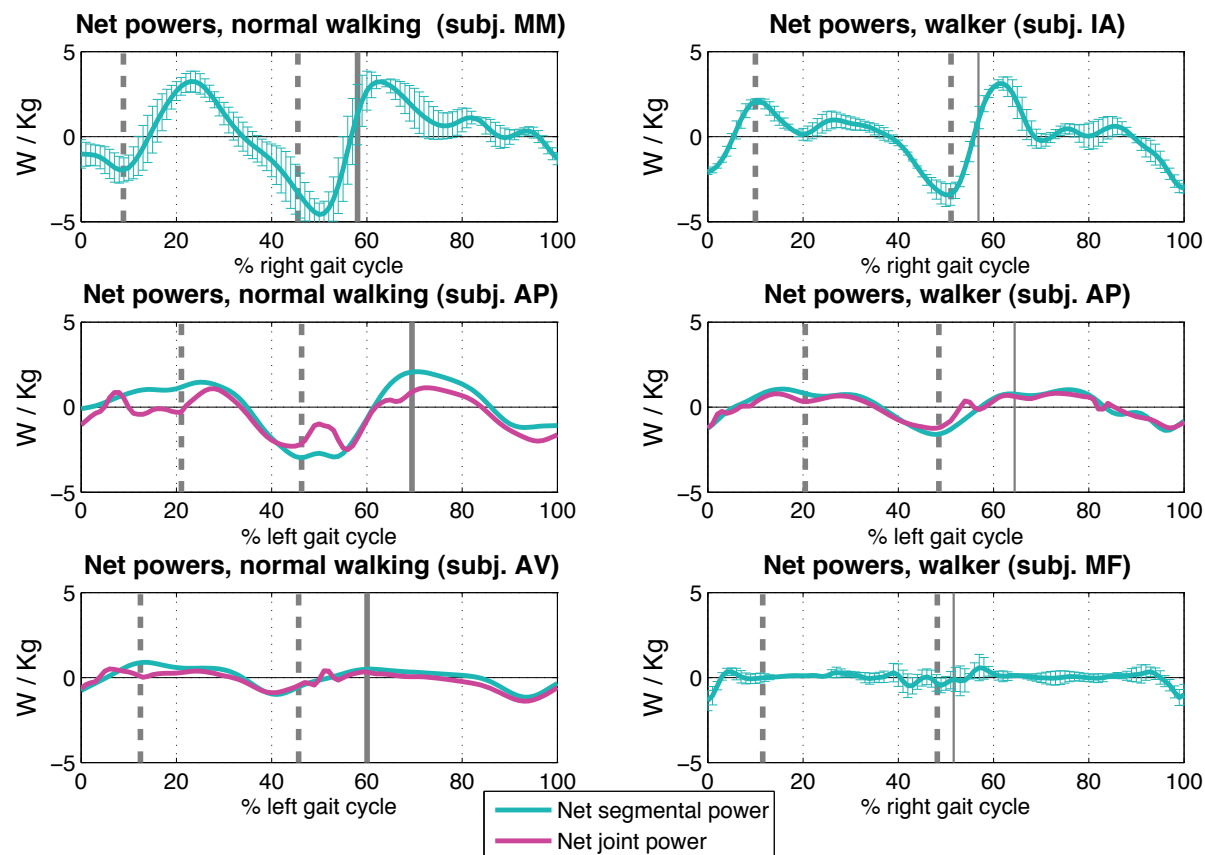 Net powers, normal walking (subj. MM)
5
0
−5
W / Kg
0 20 40 60 80 100
% right gait cycle
Net powers, walker (subj. IA)
5
0
−5
W / Kg
0 20 40 60 80 100
% right gait cycle
Net powers, normal walking (subj. AP)
5
0
−5
W / Kg
0 20 40 60 80 100
% left gait cycle
Net powers, walker (subj. AP)
5
0
−5
W / Kg
0 20 40 60 80 100
% left gait cycle
Net powers, normal walking (subj. AV)
5
0
−5
W / Kg
0 20 40 60 80 100
% left gait cycle
Net powers, walker (subj. MF)
5
0
−5
W / Kg
0 20 40 60 80 100
% right gait cycle
Net segmental power
Net joint power